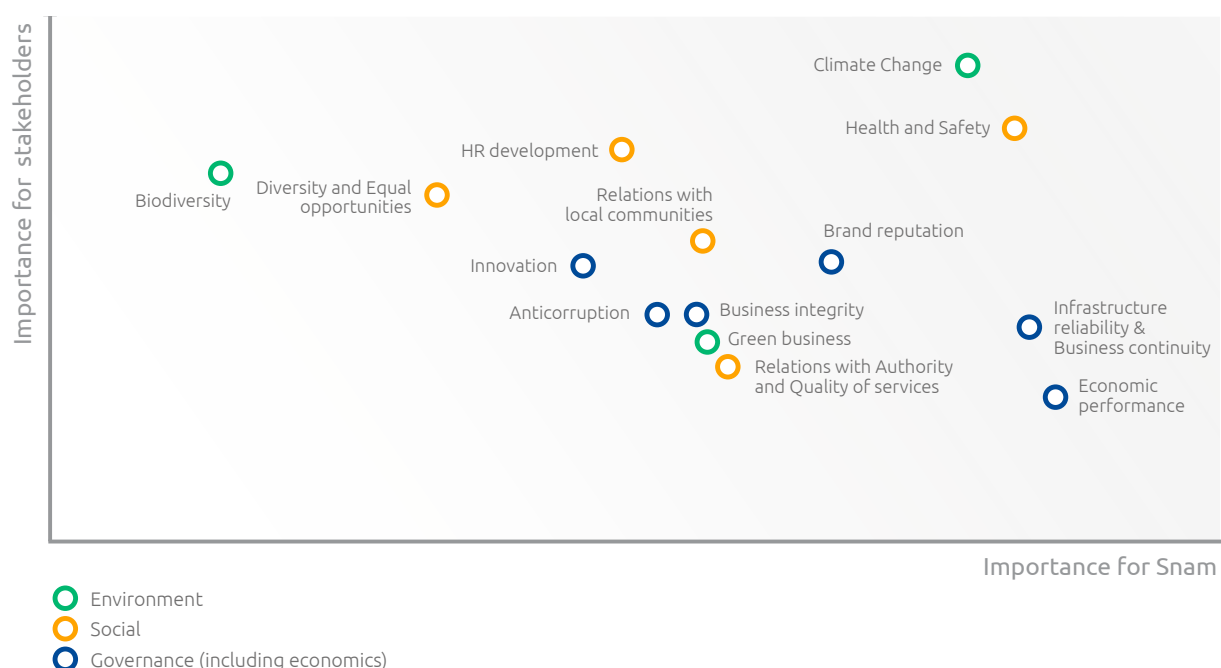 Importance for stakeholders
Climate Change
Health and Safety
HR development
Biodiversity
Diversity and Equal
opportunities
Relations with
local communities
Brand reputation
Innovation
Anticorruption
Business integrity
Green business
Relations with Authority
and Quality of services
Infrastructure
reliability &
Business continuity
Economic
performance
Importance for Snam
Environment
Social
Governance (including economics)